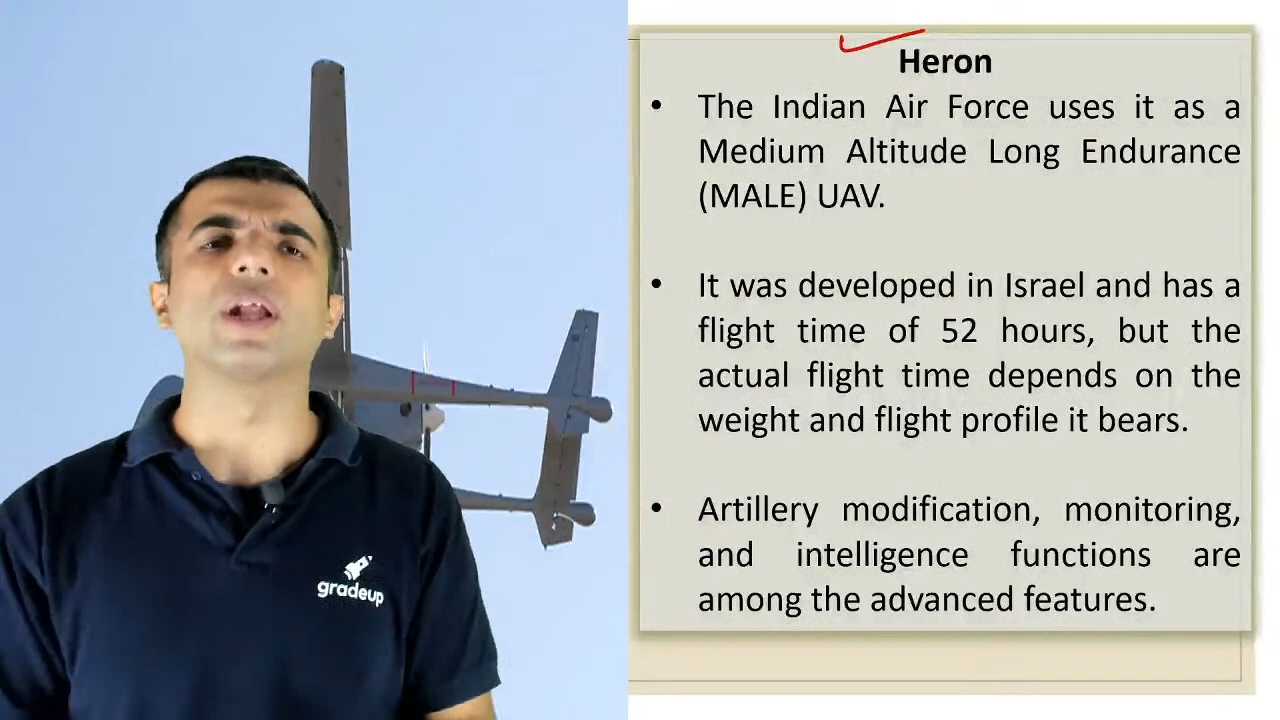 Heron
• The Indian Air Force uses it as a
Medium Altitude Long Endurance
(MALE) UAV.
• It was developed in Israel and has a
flight time of 52 hours, but the
actual flight time depends on the
weight and flight profile it bears.
• Artillery modification, monitoring,
and intelligence functions are
among the advanced features.
gradeup